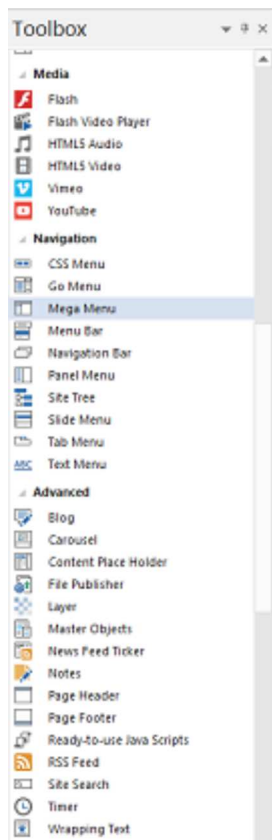 Toolbox
Media
Flash
Flash Video Player
HTML5 Audio
HTML5 Video
Vimeo
YouTube
Navigation
CSS Menu
Go Menu
Mega Menu
Menu Bar
Navigation Bar
Panel Menu
Site Tree
Slide Menu
Tab Menu
ABC Text Menu
Advanced
Blog
Carousel
Content Place Holder
File Publisher
Layer
Master Objects
News Feed Ticker
Notes
Page Header
Page Footer
Ready-to-use Java Scripts
RSS Feed
Site Search
Timer
Wrapping Text